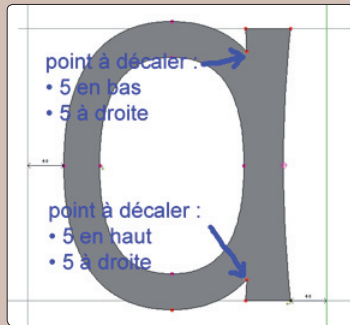 point à décaler :
• 5 en bas
• 5 à droite
point à décaler :
• 5 en haut
• 5 à droite